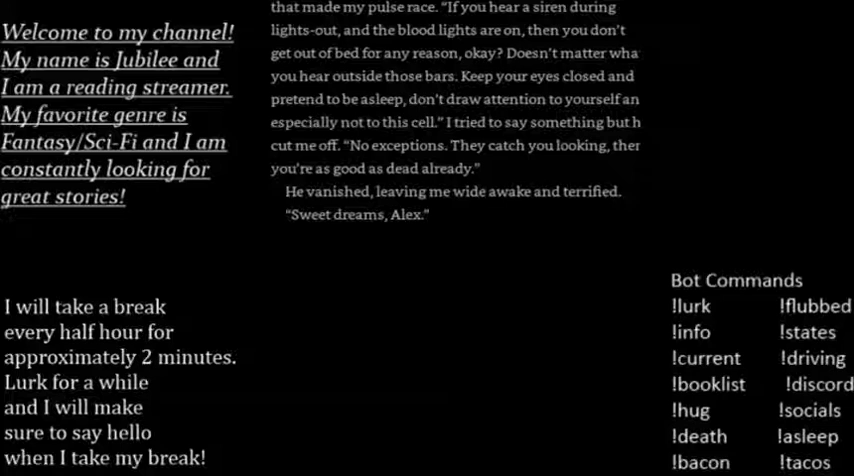 Welcome to my channel!
My name is Jubilee and
I am a reading streamer.
My favorite genre is
Fantasy/Sci-Fi and I am
constantly looking for
great stories!
that made my pulse race. “If you hear a siren during
lights-out, and the blood lights are on, then you don’t
get out of bed for any reason, okay? Doesn’t matter wha
you hear outside those bars. Keep your eyes closed and
pretend to be asleep, don’t draw attention to yourself an
especially not to this cell.” I tried to say something but h
cut me off. “No exceptions. They catch you looking, ther
you’re as good as dead already.”
He vanished, leaving me wide awake and terrified.
“Sweet dreams, Alex.”
I will take a break
every half hour for
approximately 2 minutes.
Lurk for a while
and I will make
sure to say hello
when I take my break!
Bot Commands
!lurk !flubbed
!info !states
!current !driving
!booklist !discord
!hug !socials
!death !asleep
!bacon !tacos